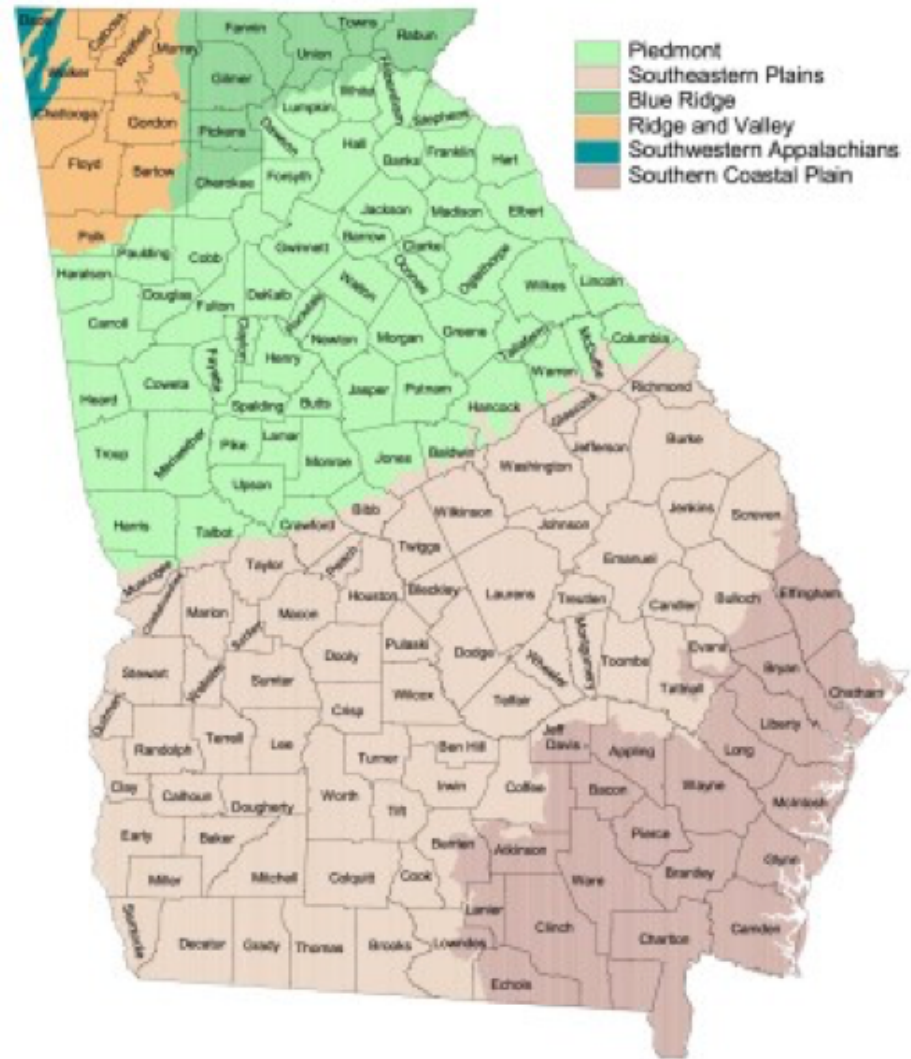 Piedmont
Southeastern Plains
Blue Ridge
Ridge and Valley
Southwestern Appalachians
Southern Coastal Plain
Dade Catoosa Whitfield Murray Fannin Union Towns Rabun
Walker Gilmer White Habersham
Chattooga Gordon Pickens Lumpkin Dawson Stephens
Floyd Bartow Cherokee Forsyth Hall Banks Franklin Hart
Polk Jackson Madison Elbert
Haralson Paulding Cobb Gwinnett Barrow Clarke Oconee Oglethorpe
Douglas Fulton DeKalb Walton Wilkes Lincoln
Carroll Clayton Rockdale Newton Morgan Greene Taliaferro McDuffie Columbia
Heard Coweta Fayette Henry Jasper Putnam Warren Richmond
Spalding Butts Hancock Glascock
Troup Meriwether Pike Lamar Monroe Jones Baldwin Washington Jefferson Burke
Upson
Harris Talbot Crawford Bibb Wilkinson Johnson Jenkins Screven
Muscogee Taylor Peach Twiggs Emanuel
Marion Macon Houston Bleckley Laurens Treutlen Candler Bulloch Effingham
Stewart Schley Dooly Pulaski Dodge Wheeler Montgomery Toombs Evans Bryan
Quitman Webster Sumter Crisp Wilcox Telfair Tattnall Chatham
Randolph Terrell Lee Turner Ben Hill Jeff
Davis Appling Long Liberty
Clay Calhoun Dougherty Worth Tift Irwin Coffee Bacon Wayne McIntosh
Early Baker Berrien Atkinson Pierce
Miller Mitchell Colquitt Cook Ware Brantley Glynn
Decatur Grady Thomas Brooks Lowndes Lanier Clinch Charlton Camden
Echols